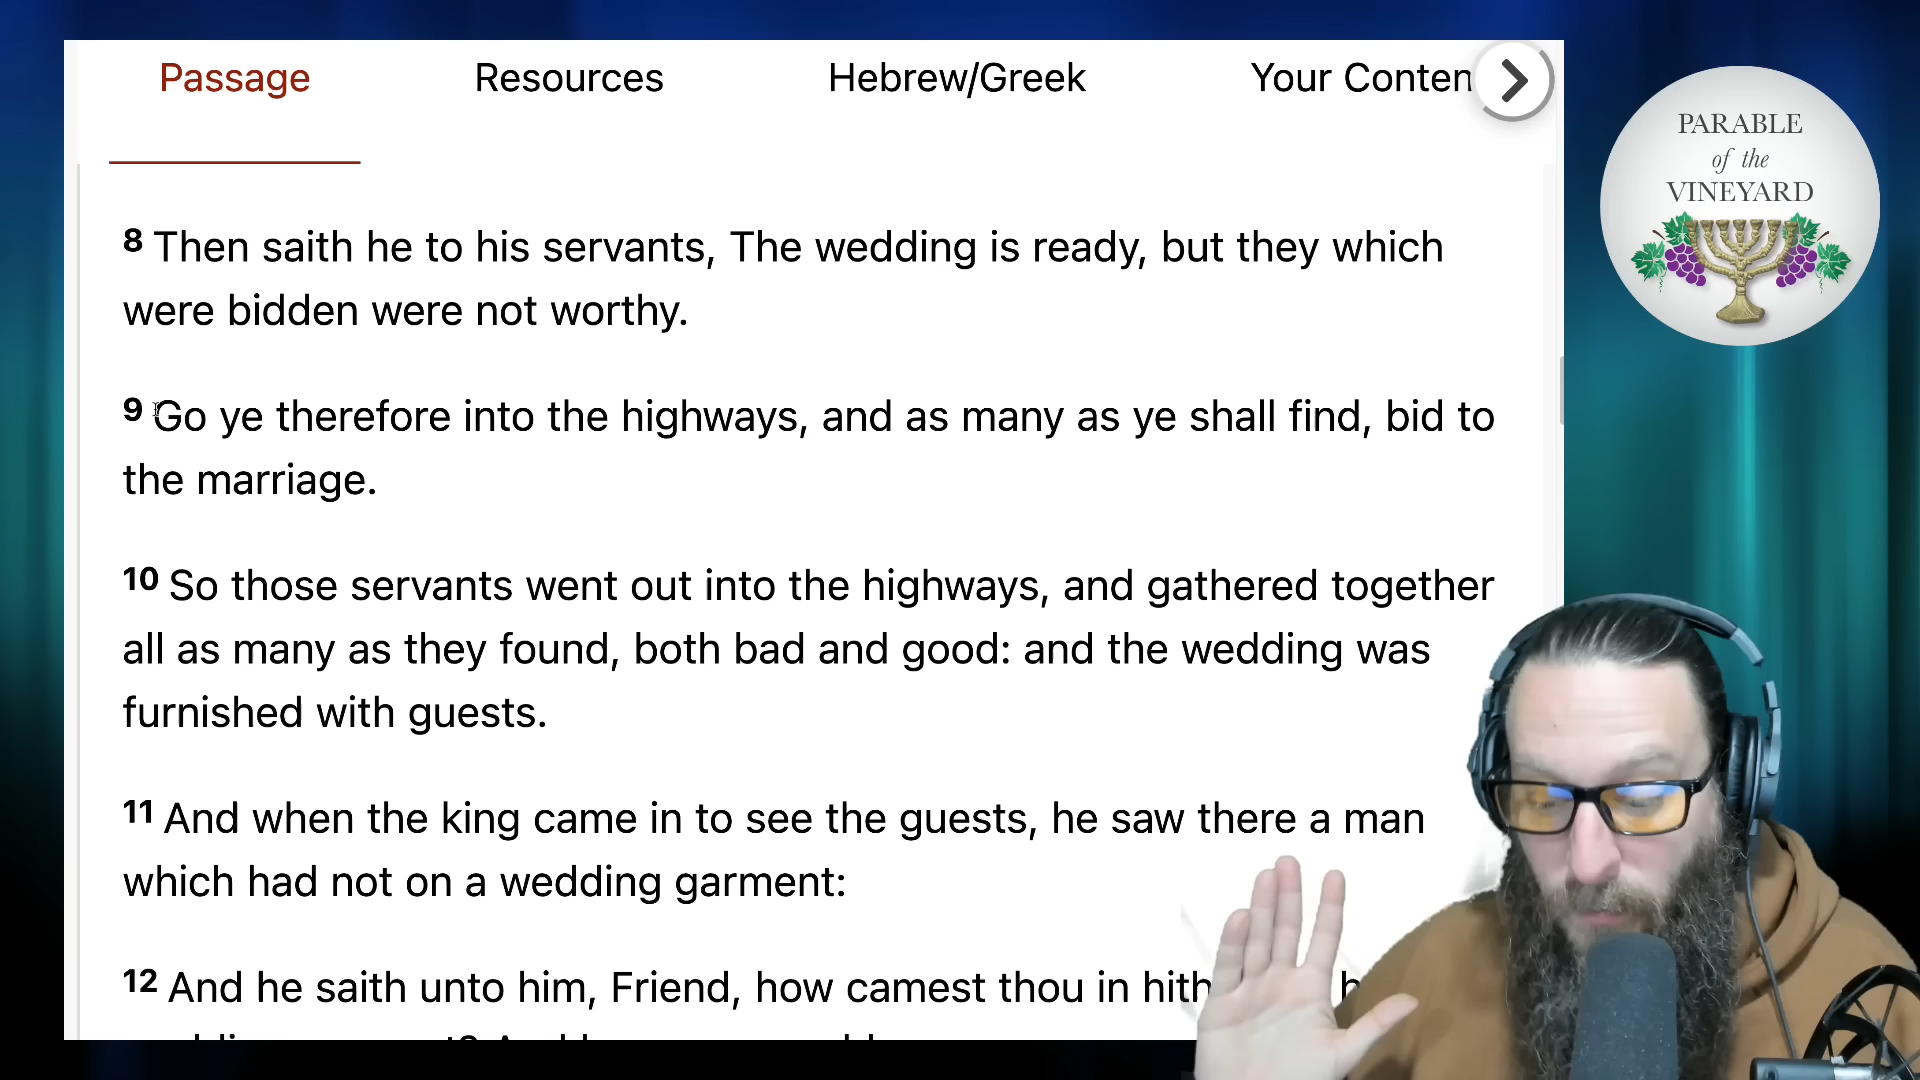 Passage
Resources
Hebrew/Greek
Your Conten
PARABLE
of the
VINEYARD
8 Then saith he to his servants, The wedding is ready, but they which
were bidden were not worthy.
9 Go ye therefore into the highways, and as many as ye shall find, bid to
the marriage.
10 So those servants went out into the highways, and gathered together
all as many as they found, both bad and good: and the wedding was
furnished with guests.
11 And when the king came in to see the guests, he saw there a man
which had not on a wedding garment:
12 And he saith unto him, Friend, how camest thou in